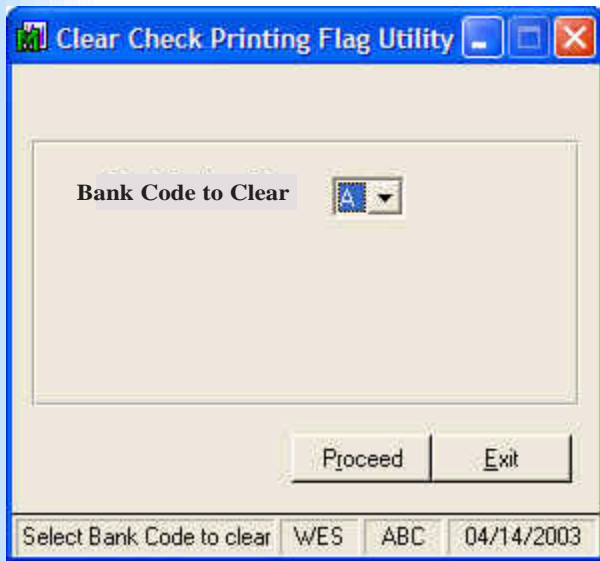 Clear Check Printing Flag Utility
Bank Code to Clear A
Proceed Exit
Select Bank Code to clear WES ABC 04/14/2003